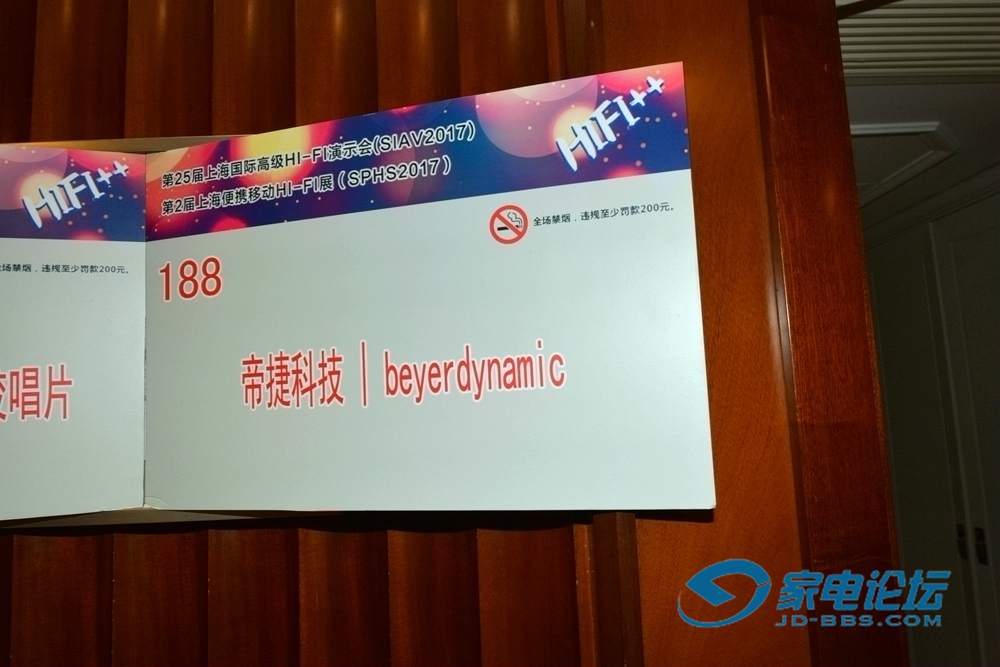 HIFI++
全场禁烟，违规至少罚款200元。
唱片
第25届上海国际高级HI-FI演示会(SIAV2017)
第2届上海便携移动HI-FI展（SPHS2017）
HIFI++
全场禁烟，违规至少罚款200元。
188
帝捷科技 | beyerdynamic
家电论坛
JD-BBS.COM